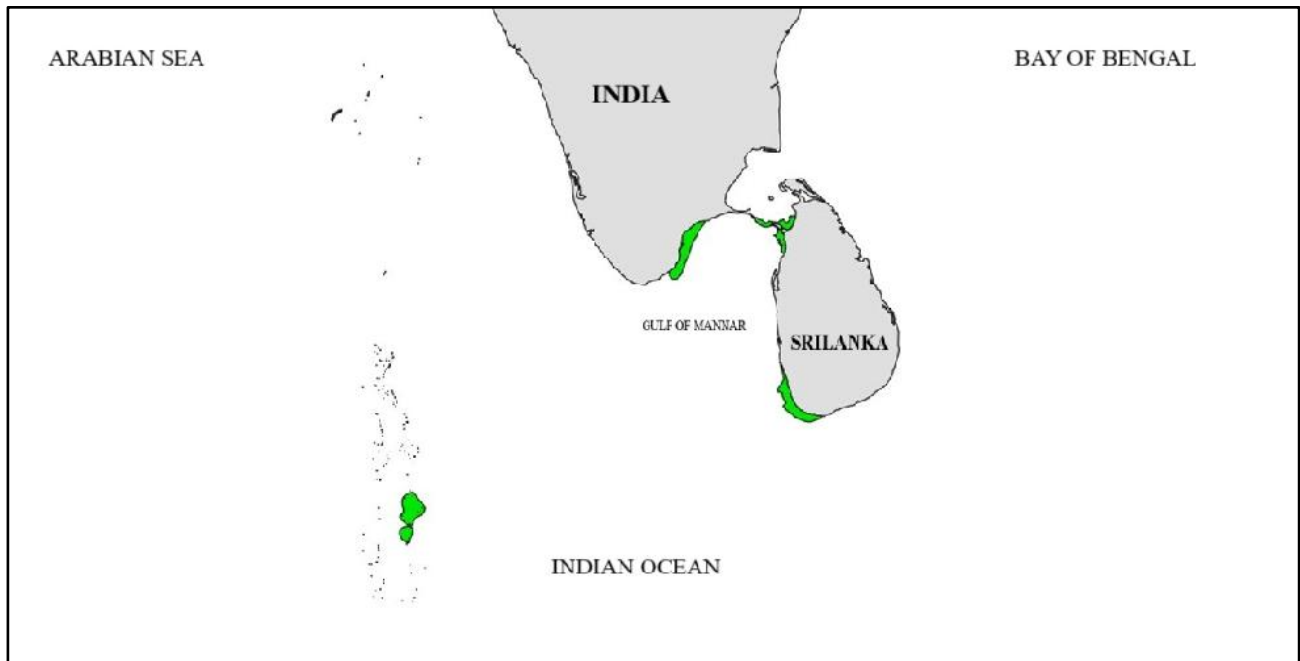 ARABIAN SEA
BAY OF BENGAL
INDIA
GULF OF MANNAR
SRILANKA
INDIAN OCEAN